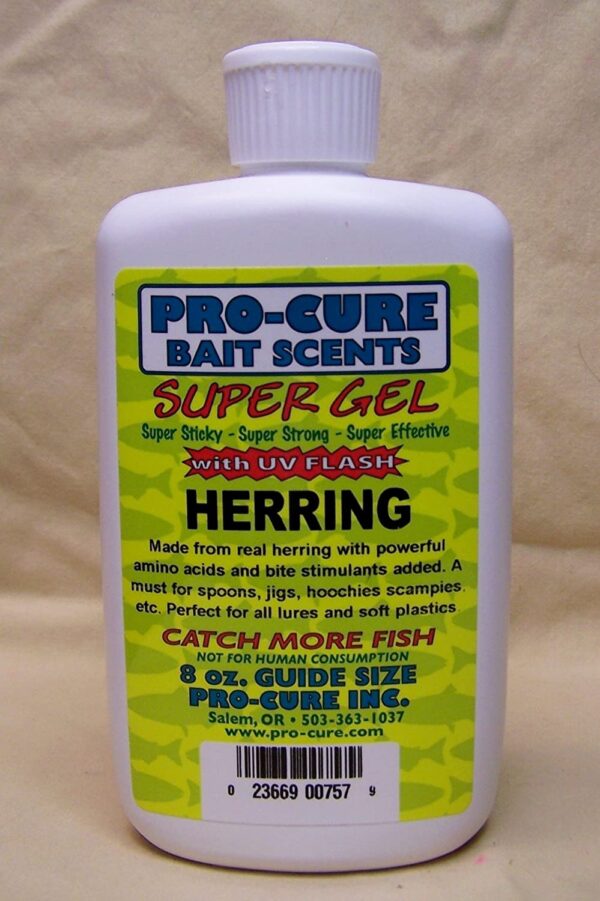 PRO-CURE
BAIT SCENTS
SUPER GEL
Super Sticky - Super Strong - Super Effective
with UV FLASH
HERRING
Made from real herring with powerful
amino acids and bite stimulants added. A
must for spoons, jigs, hoochies scampies,
etc. Perfect for all lures and soft plastics.
CATCH MORE FISH
NOT FOR HUMAN CONSUMPTION
8 oz. GUIDE SIZE
PRO-CURE INC.
Salem, OR • 503-363-1037
www.pro-cure.com
0 23669 00757 9